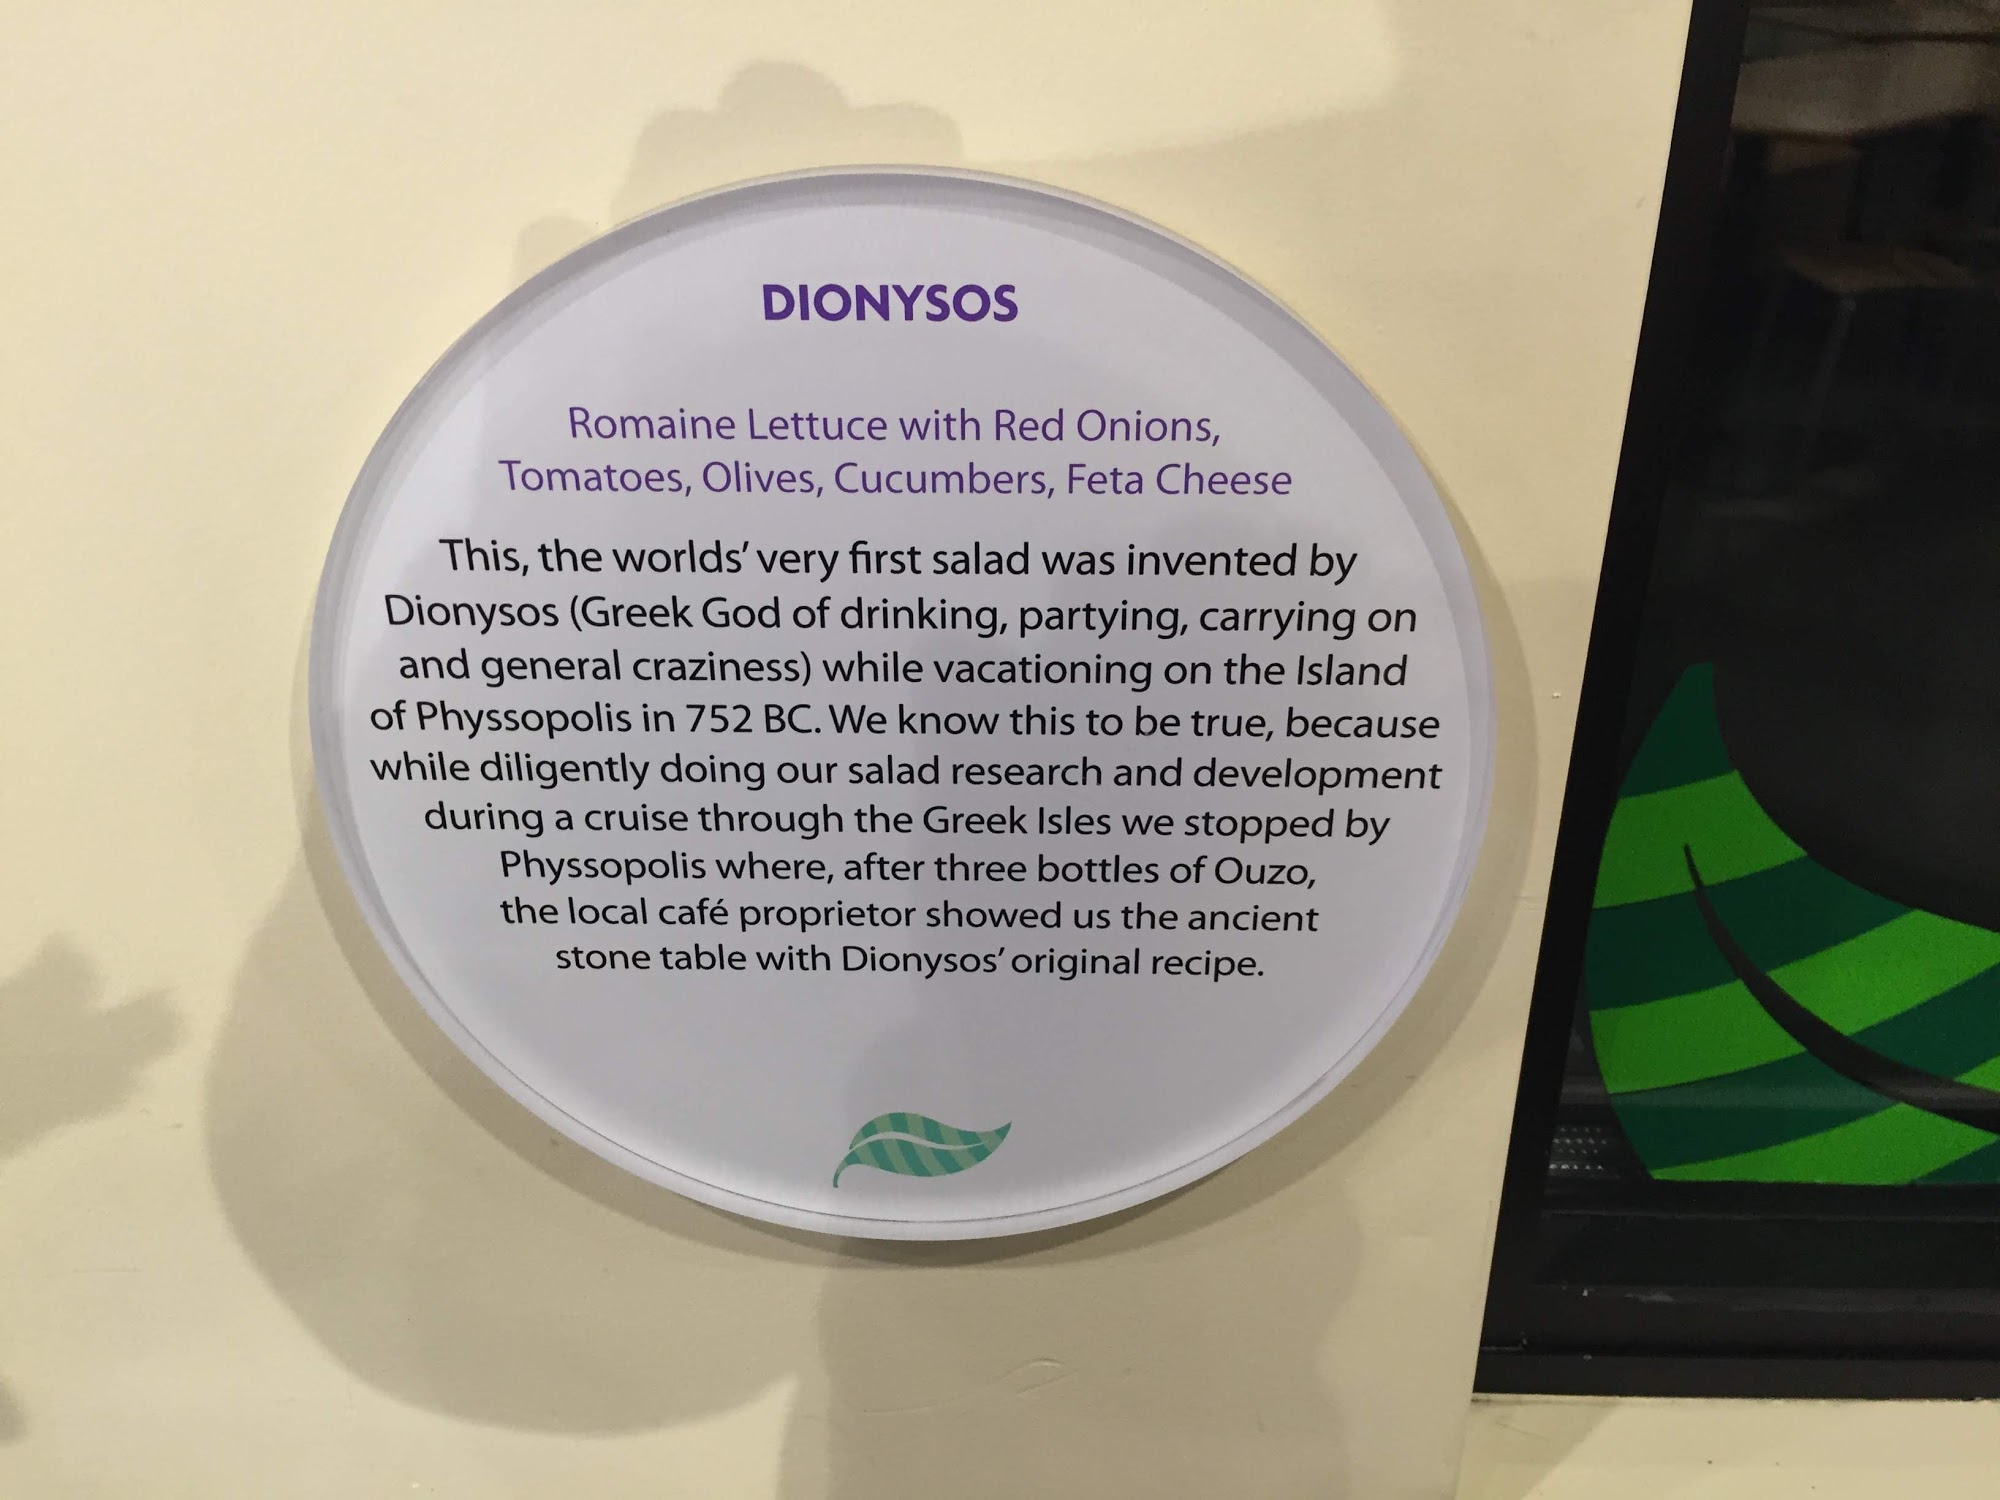 DIONYSOS
Romaine Lettuce with Red Onions,
Tomatoes, Olives, Cucumbers, Feta Cheese
This, the worlds’ very first salad was invented by
Dionysos (Greek God of drinking, partying, carrying on
and general craziness) while vacationing on the Island
of Physsopolis in 752 BC. We know this to be true, because
while diligently doing our salad research and development
during a cruise through the Greek Isles we stopped by
Physsopolis where, after three bottles of Ouzo,
the local café proprietor showed us the ancient
stone table with Dionysos’ original recipe.